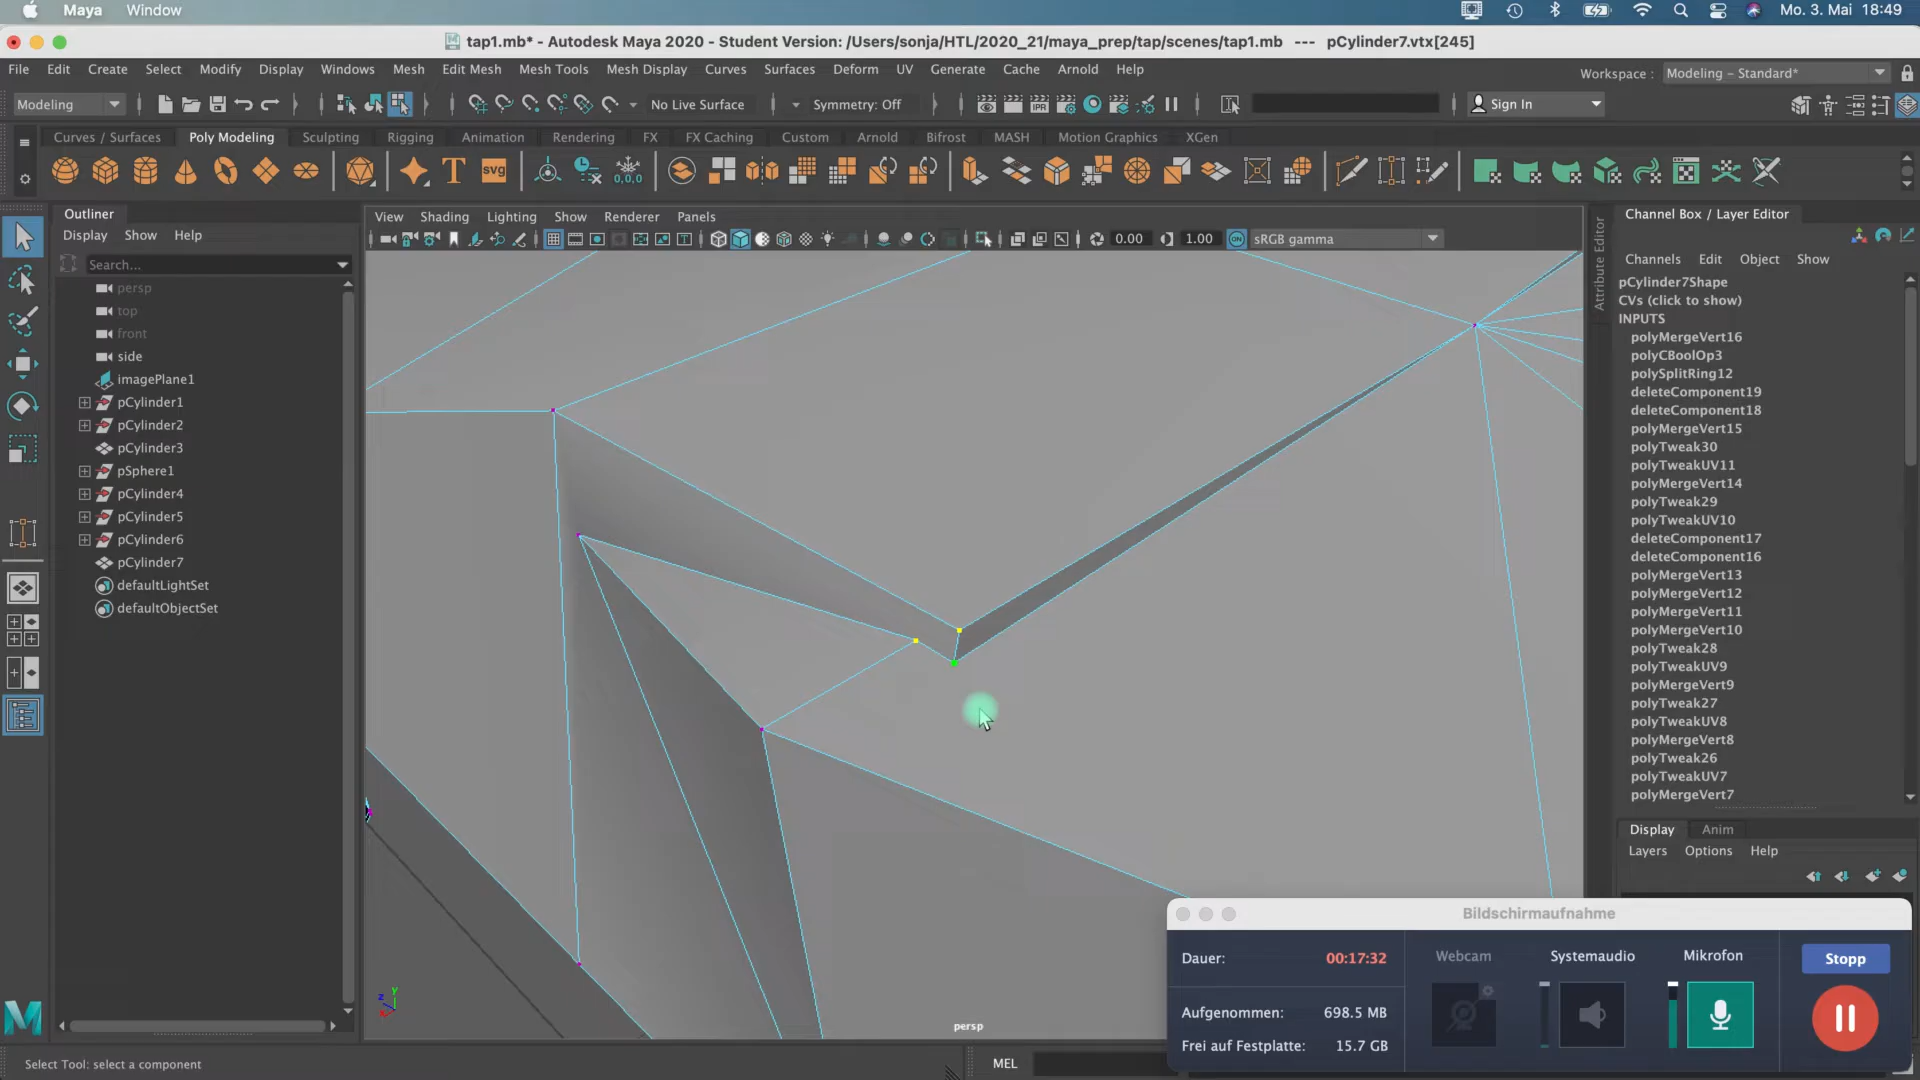 Maya Window Mo. 3. Mai 18:49
tap1.mb* - Autodesk Maya 2020 - Student Version: /Users/sonja/HTL/2020_21/maya_prep/tap/scenes/tap1.mb --- pCylinder7.vtx[245]
File Edit Create Select Modify Display Windows Mesh Edit Mesh Mesh Tools Mesh Display Curves Surfaces Deform UV Generate Cache Arnold Help Workspace : Modeling - Standard*
Modeling No Live Surface Symmetry: Off IPR Sign In
Curves / Surfaces Poly Modeling Sculpting Rigging Animation Rendering FX FX Caching Custom Arnold Bifrost MASH Motion Graphics XGen
T svg 0,0,0
Outliner
Display Show Help
Search...
persp
top
front
side
imagePlane1
pCylinder1
pCylinder2
pCylinder3
pSphere1
pCylinder4
pCylinder5
pCylinder6
pCylinder7
defaultLightSet
defaultObjectSet
View Shading Lighting Show Renderer Panels
0.00 1.00 ON sRGB gamma
persp
Attribute Editor
Channel Box / Layer Editor
Channels Edit Object Show
pCylinder7Shape
CVs (click to show)
INPUTS
polyMergeVert16
polyCBoolOp3
polySplitRing12
deleteComponent19
deleteComponent18
polyMergeVert15
polyTweak30
polyTweakUV11
polyMergeVert14
polyTweak29
polyTweakUV10
deleteComponent17
deleteComponent16
polyMergeVert13
polyMergeVert12
polyMergeVert11
polyMergeVert10
polyTweak28
polyTweakUV9
polyMergeVert9
polyTweak27
polyTweakUV8
polyMergeVert8
polyTweak26
polyTweakUV7
polyMergeVert7
Display Anim
Layers Options Help
Bildschirmaufnahme
Dauer: 00:17:32
Aufgenommen: 698.5 MB
Frei auf Festplatte: 15.7 GB
Webcam Systemaudio Mikrofon
Stopp
Select Tool: select a component MEL